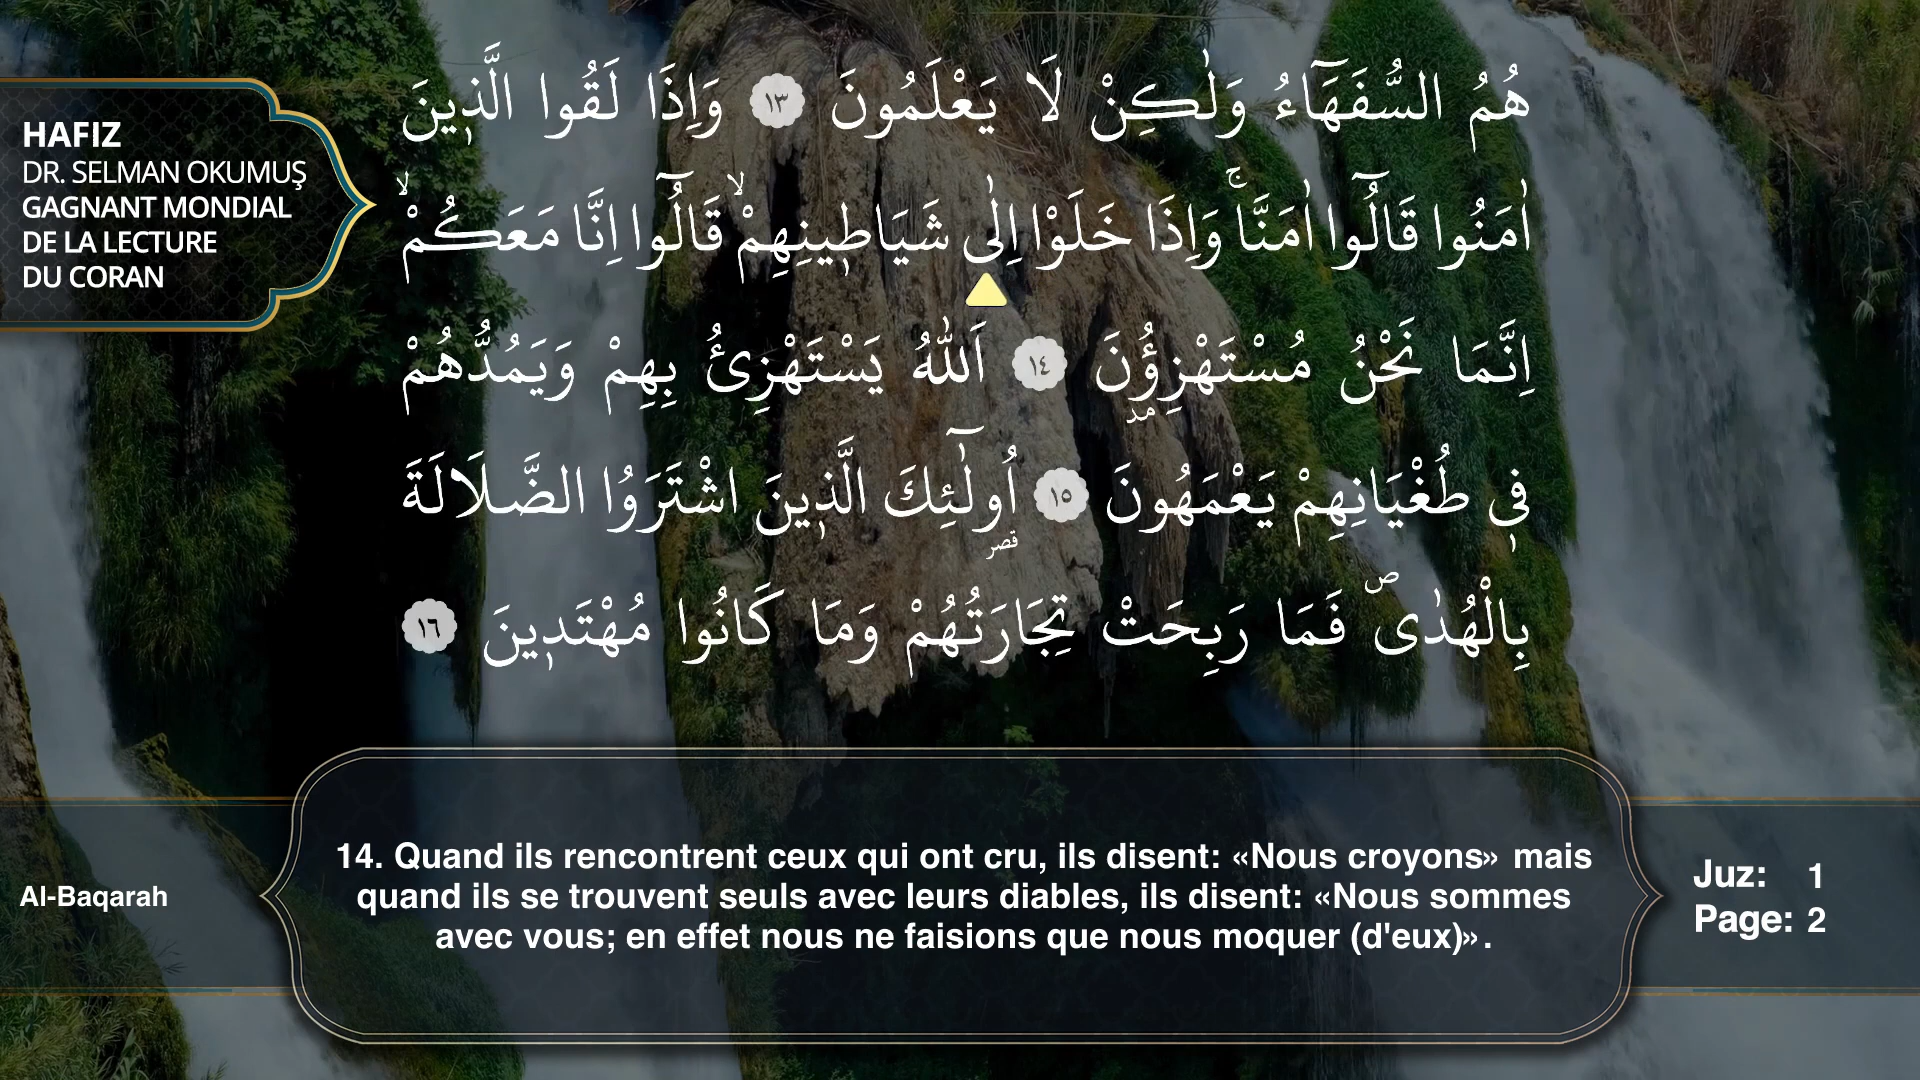 هُمُ السُّفَهَٓاءُ وَلٰكِنْ لَا يَعْلَمُونَ ١٣ وَاِذَا لَقُوا الَّذ۪ينَ
اٰمَنُوا قَالُٓوا اٰمَنَّاۚ وَاِذَا خَلَوْا اِلٰى شَيَاط۪ينِهِمْۙ قَالُٓوا اِنَّا مَعَكُمْۙ
اِنَّمَا نَحْنُ مُسْتَهْزِؤُ۫نَ ١٤ اَللّٰهُ يَسْتَهْزِئُ بِهِمْ وَيَمُدُّهُمْ
مد
ف۪ى طُغْيَانِهِمْ يَعْمَهُونَ ١٥ اُولٰٓئِكَ الَّذ۪ينَ اشْتَرَوُا الضَّلَالَةَ
قصر
بِالْهُدٰىۖ فَمَا رَبِحَتْ تِجَارَتُهُمْ وَمَا كَانُوا مُهْتَد۪ينَ ١٦
HAFIZ
DR. SELMAN OKUMUŞ
GAGNANT MONDIAL
DE LA LECTURE
DU CORAN
Al-Baqarah
14. Quand ils rencontrent ceux qui ont cru, ils disent: «Nous croyons» mais
quand ils se trouvent seuls avec leurs diables, ils disent: «Nous sommes
avec vous; en effet nous ne faisions que nous moquer (d'eux)».
Juz: 1
Page: 2